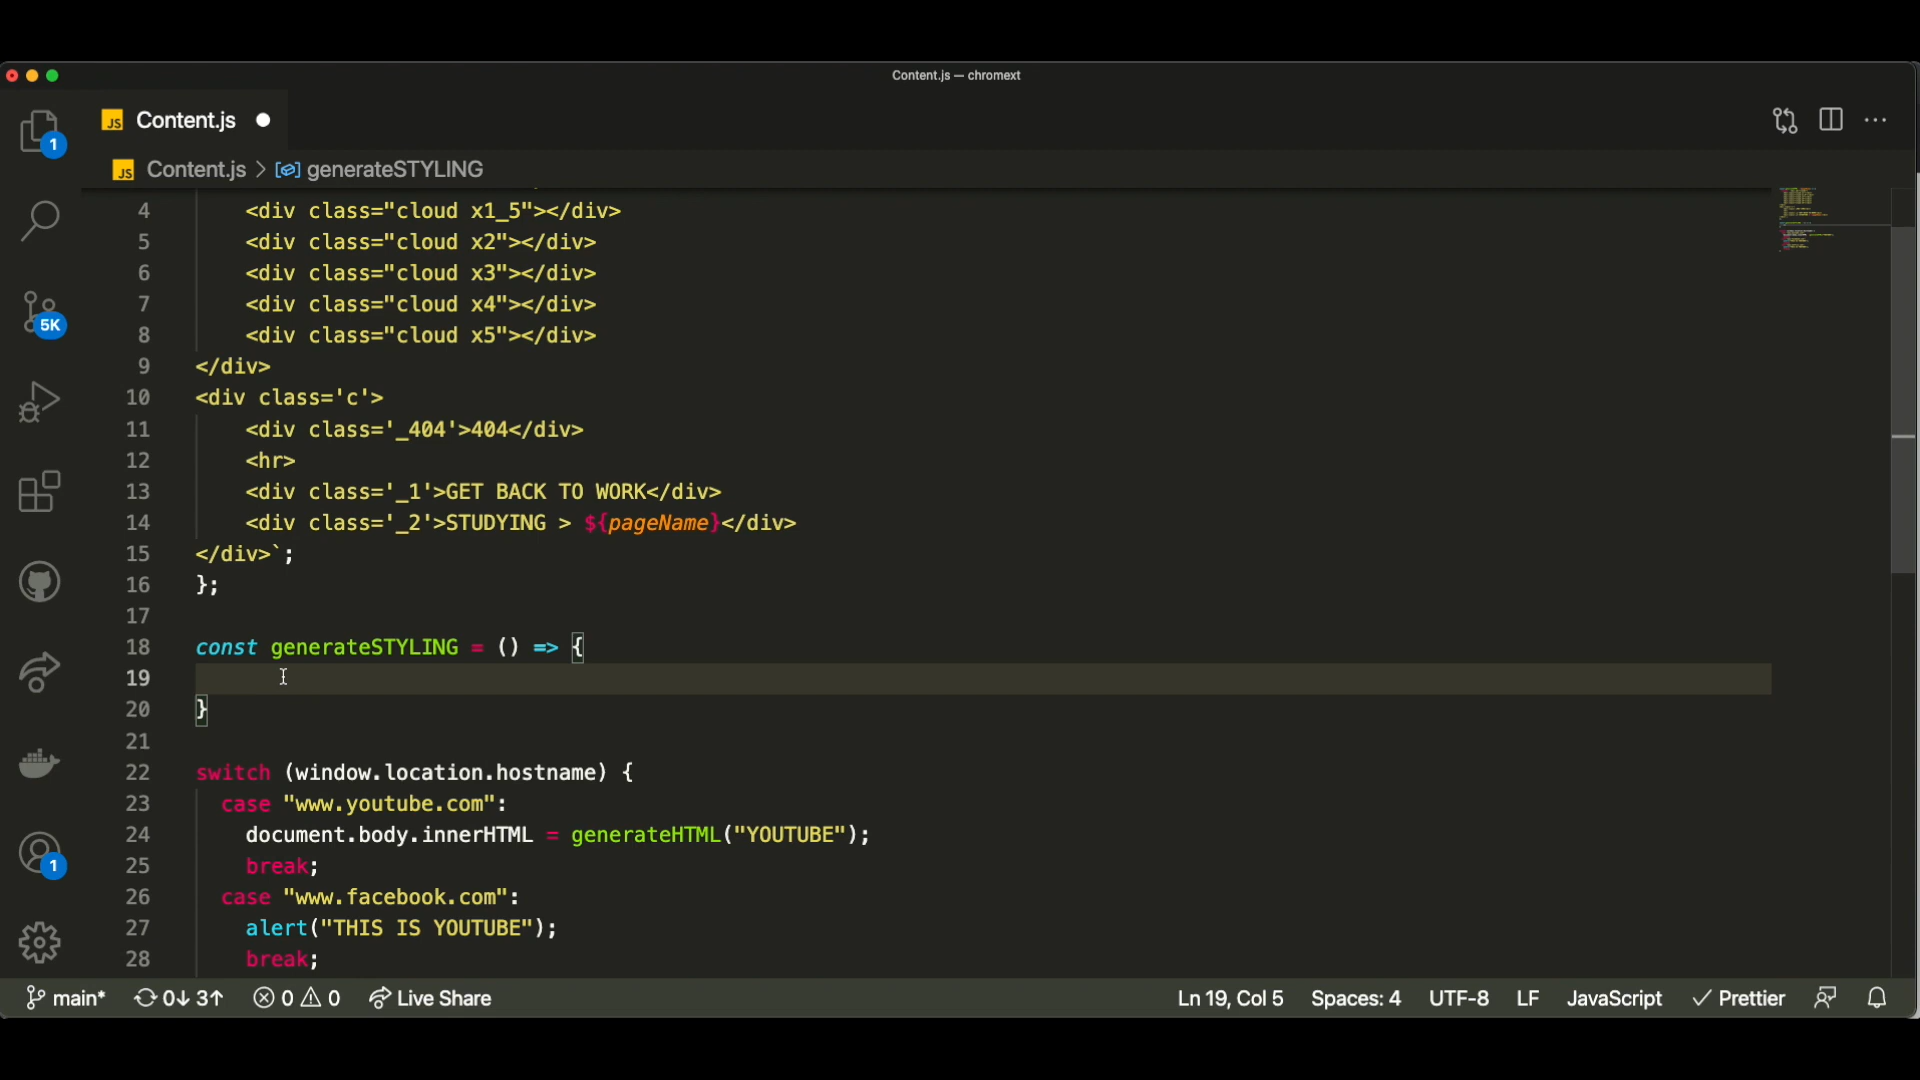 Content.js — chromext
JS Content.js
JS Content.js > generateSTYLING
1
5K
1
4 <div class="cloud x1_5"></div>
5 <div class="cloud x2"></div>
6 <div class="cloud x3"></div>
7 <div class="cloud x4"></div>
8 <div class="cloud x5"></div>
9 </div>
10 <div class='c'>
11 <div class='_404'>404</div>
12 <hr>
13 <div class='_1'>GET BACK TO WORK</div>
14 <div class='_2'>STUDYING > ${pageName}</div>
15 </div>`;
16 };
17
18 const generateSTYLING = () => {
19
20 }
21
22 switch (window.location.hostname) {
23 case "www.youtube.com":
24 document.body.innerHTML = generateHTML("YOUTUBE");
25 break;
26 case "www.facebook.com":
27 alert("THIS IS YOUTUBE");
28 break;
main* 0↓ 3↑ 0 0 Live Share Ln 19, Col 5 Spaces: 4 UTF-8 LF JavaScript Prettier